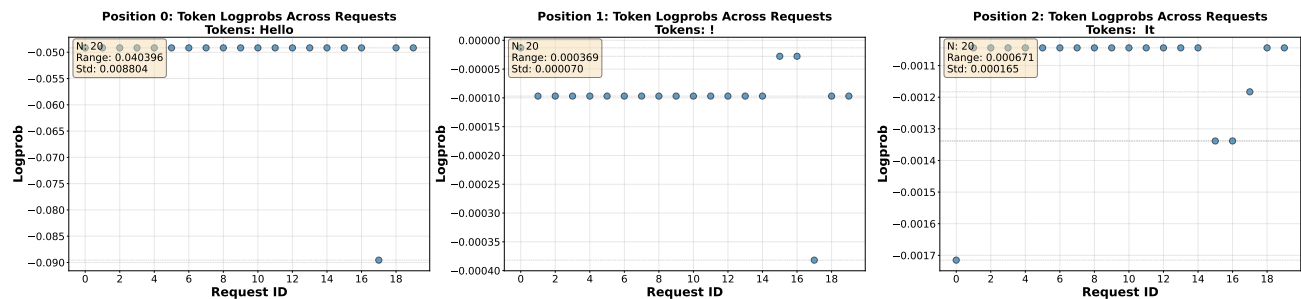 Position 0: Token Logprobs Across Requests
Tokens: Hello
N: 20
Range: 0.040396
Std: 0.008804
−0.050
−0.055
−0.060
−0.065
−0.070
−0.075
−0.080
−0.085
−0.090
Logprob
0 2 4 6 8 10 12 14 16 18
Request ID
Position 1: Token Logprobs Across Requests
Tokens: !
N: 20
Range: 0.000369
Std: 0.000070
0.00000
−0.00005
−0.00010
−0.00015
−0.00020
−0.00025
−0.00030
−0.00035
−0.00040
Logprob
0 2 4 6 8 10 12 14 16 18
Request ID
Position 2: Token Logprobs Across Requests
Tokens:  It
N: 20
Range: 0.000671
Std: 0.000165
−0.0011
−0.0012
−0.0013
−0.0014
−0.0015
−0.0016
−0.0017
Logprob
0 2 4 6 8 10 12 14 16 18
Request ID